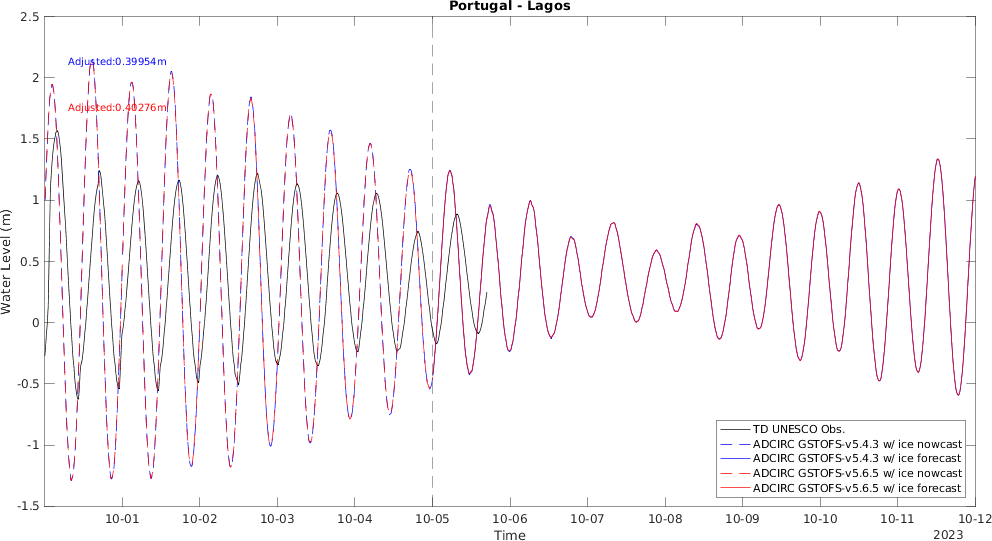 Portugal - Lagos
2.5
2
1.5
1
0.5
0
-0.5
-1
-1.5
Water Level (m)
Adjusted:0.39954m
Adjusted:0.40276m
TD UNESCO Obs.
ADCIRC GSTOFS-v5.4.3 w/ ice nowcast
ADCIRC GSTOFS-v5.4.3 w/ ice forecast
ADCIRC GSTOFS-v5.6.5 w/ ice nowcast
ADCIRC GSTOFS-v5.6.5 w/ ice forecast
10-01 10-02 10-03 10-04 10-05 10-06 10-07 10-08 10-09 10-10 10-11 10-12
Time
2023